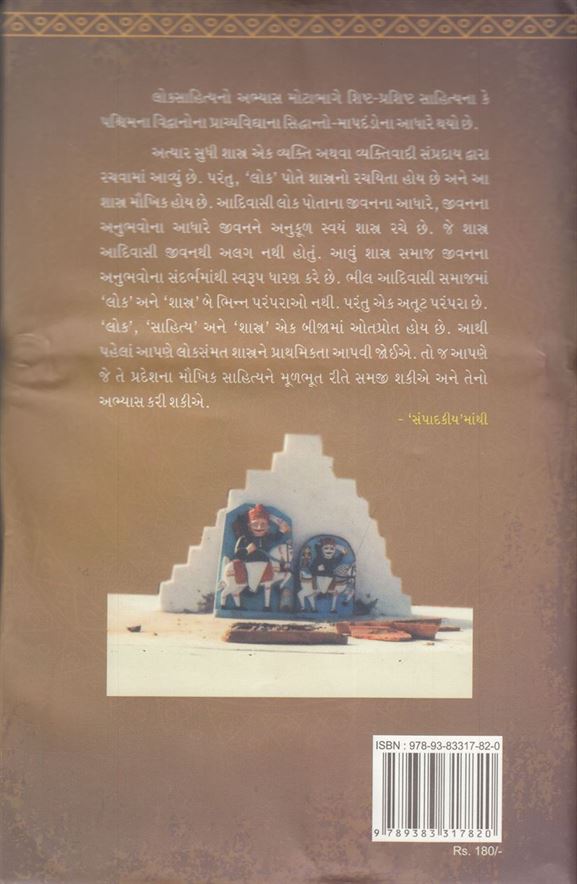 લોકસાહિત્યનો અભ્યાસ મોટાભાગે શિષ્ટ-પ્રશિષ્ટ સાહિત્યના કે
પશ્ચિમના વિદ્વાનોના પ્રાચ્યવિદ્યાના સિદ્ધાન્તો-માપદંડોના આધારે થયો છે.
અત્યાર સુધી શાસ્ત્ર એક વ્યક્તિ અથવા વ્યક્તિવાદી સંપ્રદાય દ્વારા
રચવામાં આવ્યું છે. પરંતુ, ‘લોક’ પોતે શાસ્ત્રનો રચયિતા હોય છે અને આ
શાસ્ત્ર મૌખિક હોય છે. આદિવાસી લોક પોતાના જીવનના આધારે, જીવનના
અનુભવોના આધારે જીવનને અનુકૂળ સ્વયં શાસ્ત્ર રચે છે. જે શાસ્ત્ર
આદિવાસી જીવનથી અલગ નથી હોતું. આવું શાસ્ત્ર સમાજ જીવનના
અનુભવોના સંદર્ભમાંથી સ્વરૂપ ધારણ કરે છે. ભીલ આદિવાસી સમાજમાં
‘લોક’ અને ‘શાસ્ત્ર’ બે ભિન્ન પરંપરાઓ નથી. પરંતુ એક અતૂટ પરંપરા છે.
‘લોક’, ‘સાહિત્ય’ અને ‘શાસ્ત્ર’ એક બીજામાં ઓતપ્રોત હોય છે. આથી
પહેલાં આપણે લોકસંમત શાસ્ત્રને પ્રાથમિકતા આપવી જોઈએ. તો જ આપણે
જે તે પ્રદેશના મૌખિક સાહિત્યને મૂળભૂત રીતે સમજી શકીએ અને તેનો
અભ્યાસ કરી શકીએ.
- ‘સંપાદકીય’માંથી
ISBN : 978-93-83317-82-0
9 789383 317820
Rs. 180/-